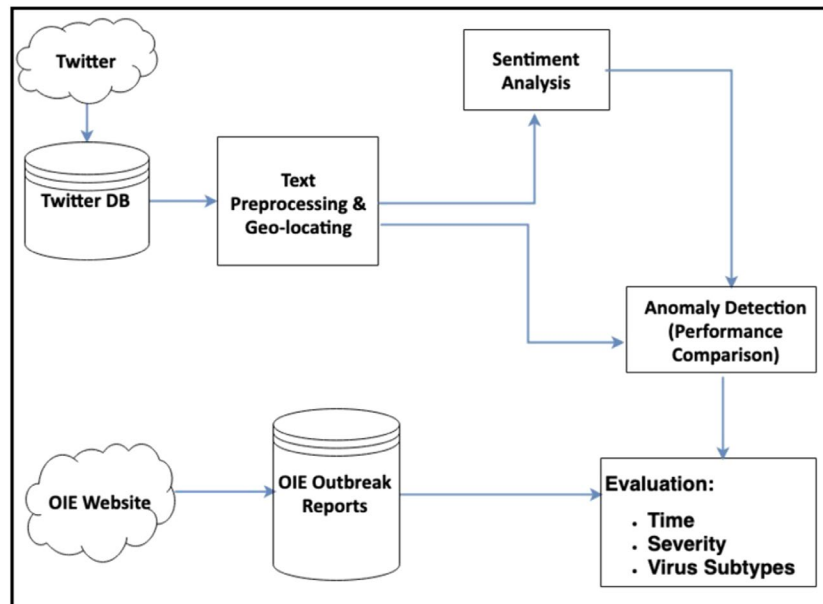 Twitter
Twitter DB
Text
Preprocessing &
Geo-locating
Sentiment
Analysis
Anomaly Detection
(Performance
Comparison)
OIE Website
OIE Outbreak
Reports
Evaluation:
• Time
• Severity
• Virus Subtypes